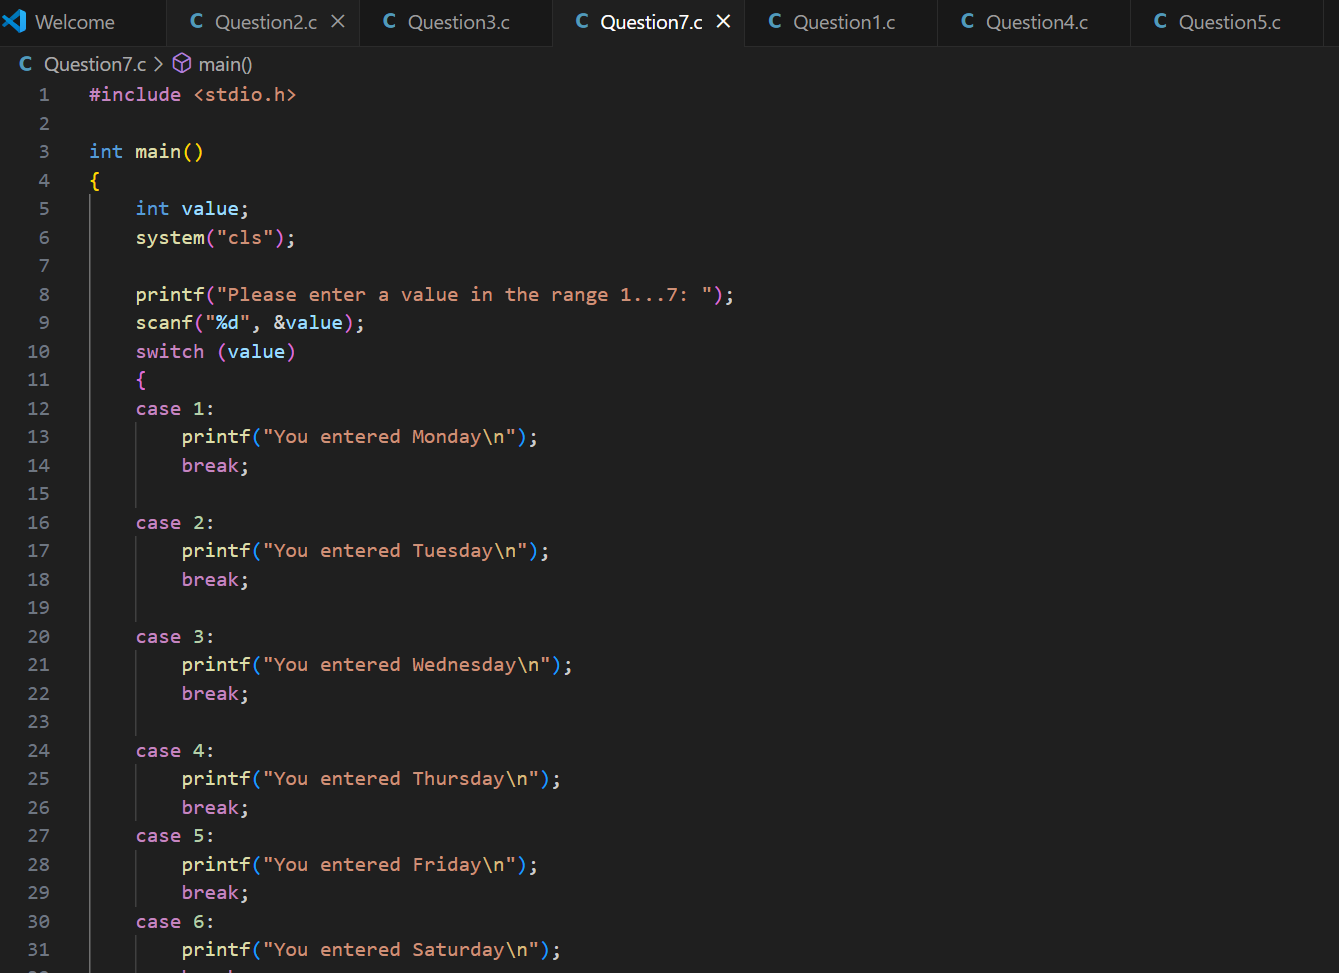 Welcome Question2.c Question3.c Question7.c Question1.c Question4.c Question5.c
Question7.c > main()
1 #include <stdio.h>
2
3 int main()
4 {
5 int value;
6 system("cls");
7
8 printf("Please enter a value in the range 1...7: ");
9 scanf("%d", &value);
10 switch (value)
11 {
12 case 1:
13 printf("You entered Monday\n");
14 break;
15
16 case 2:
17 printf("You entered Tuesday\n");
18 break;
19
20 case 3:
21 printf("You entered Wednesday\n");
22 break;
23
24 case 4:
25 printf("You entered Thursday\n");
26 break;
27 case 5:
28 printf("You entered Friday\n");
29 break;
30 case 6:
31 printf("You entered Saturday\n");